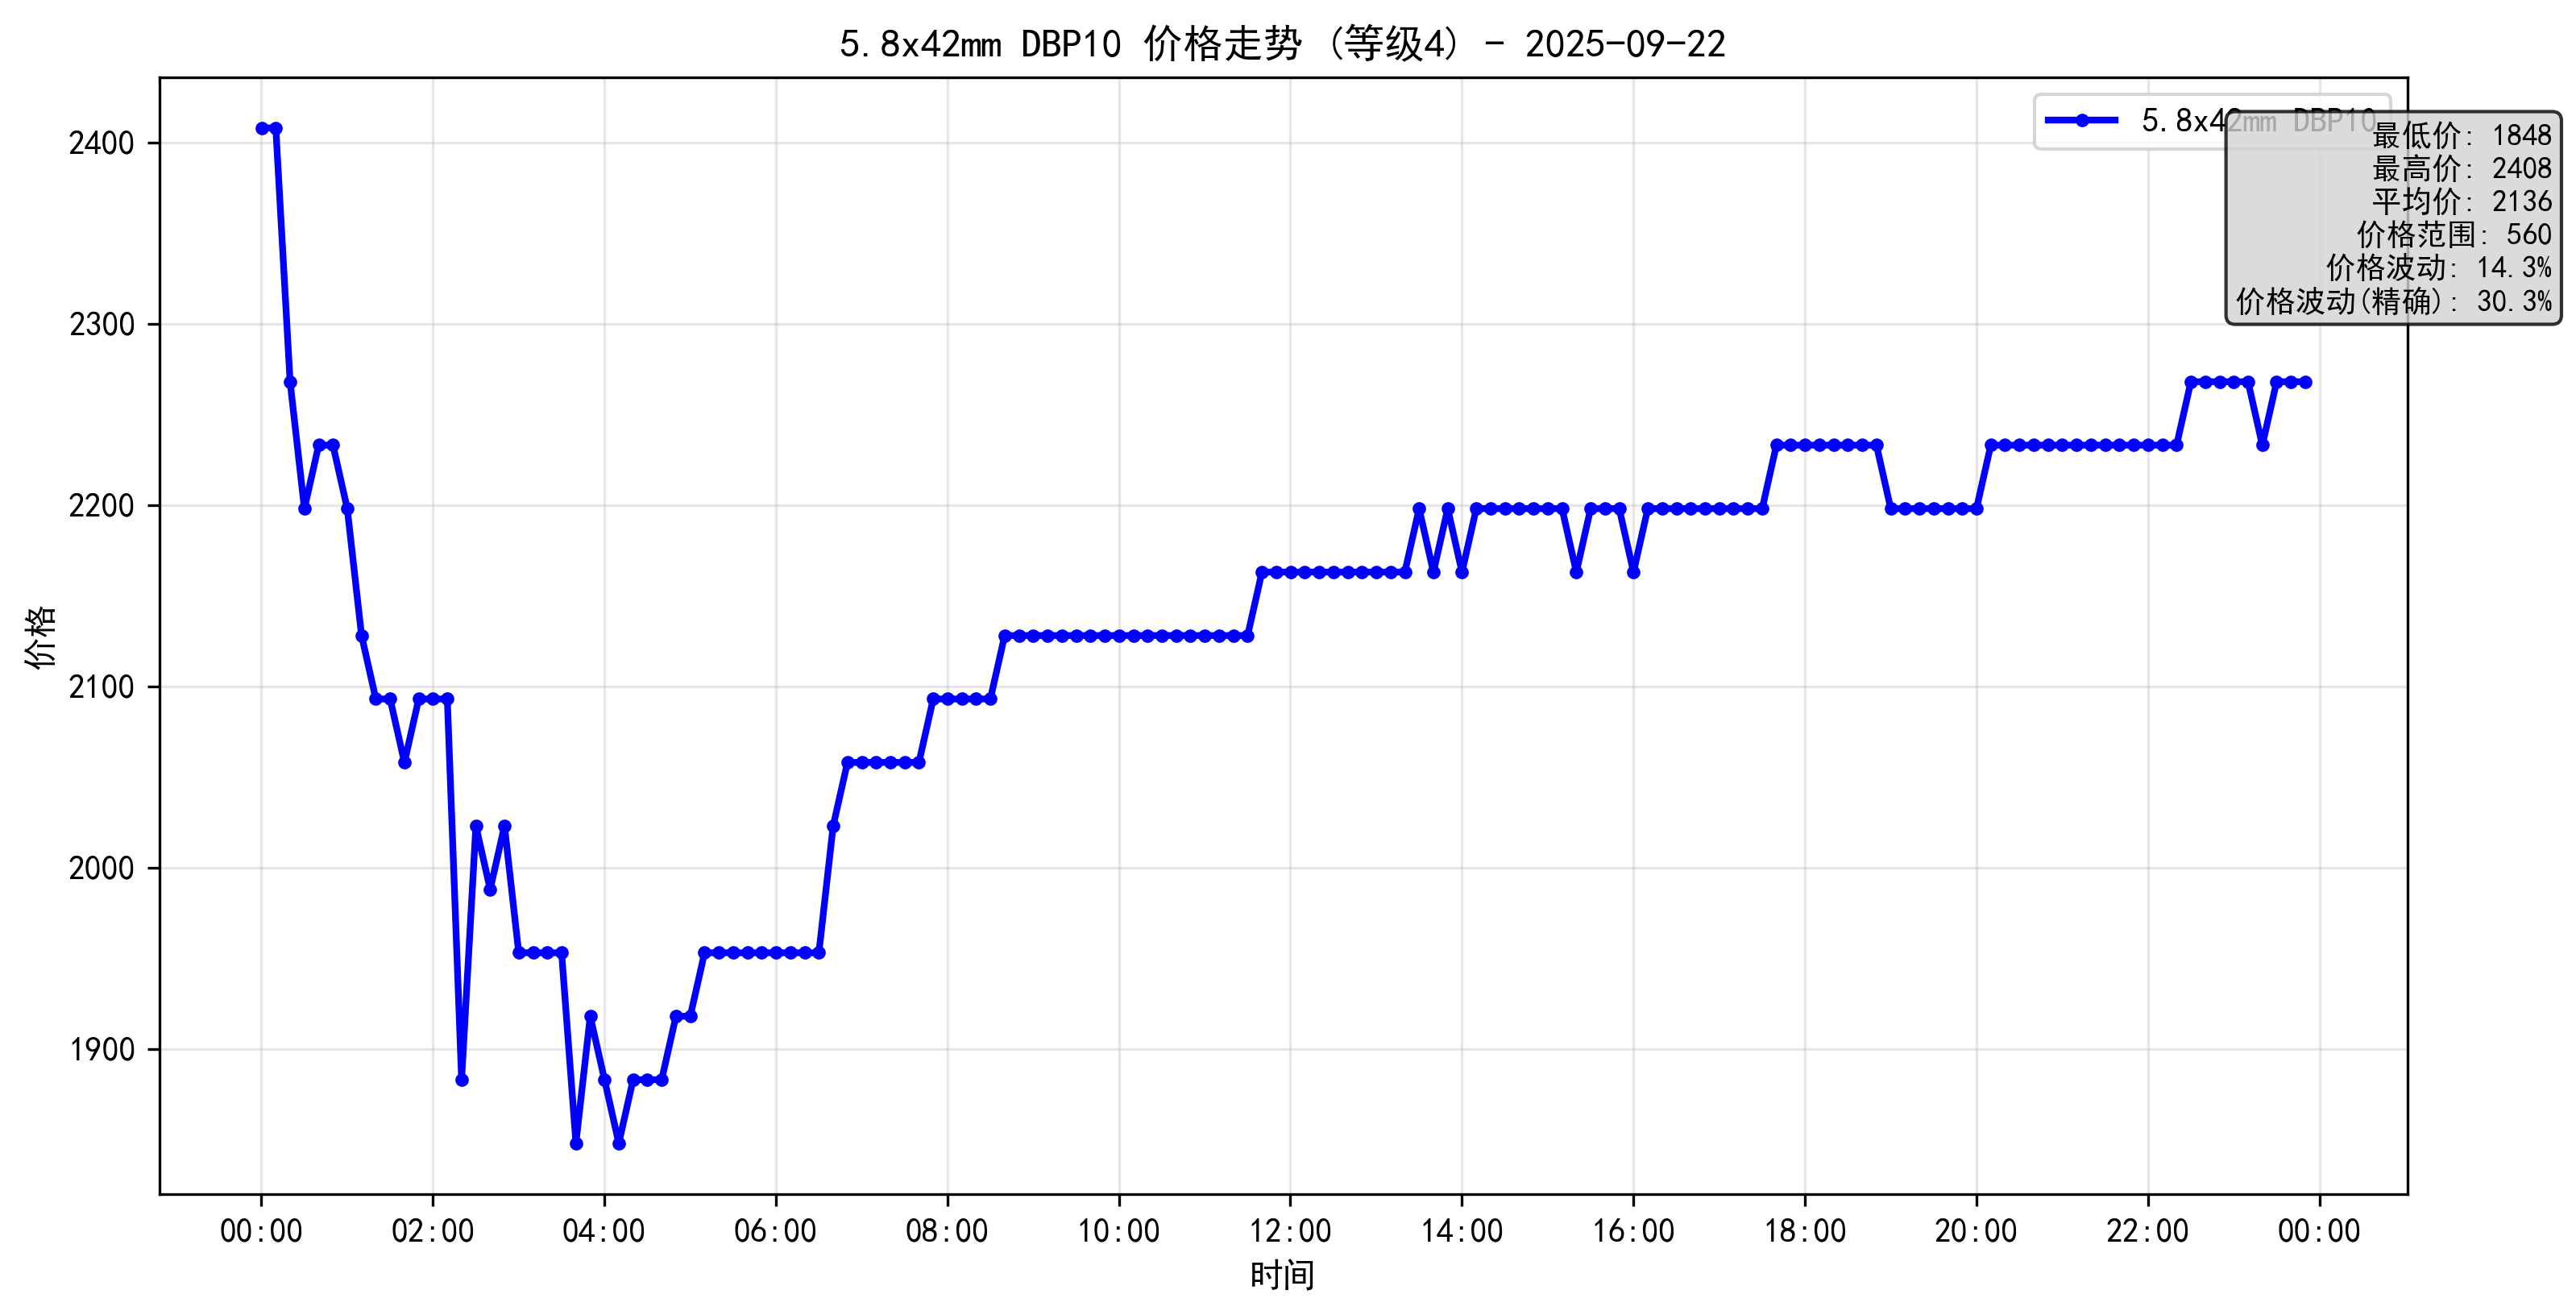 5.8x42mm DBP10 价格走势 (等级4) - 2025-09-22
5.8x42mm DBP10
最低价: 1848
最高价: 2408
平均价: 2136
价格范围: 560
价格波动: 14.3%
价格波动(精确): 30.3%
2400
2300
2200
2100
2000
1900
价格
00:00 02:00 04:00 06:00 08:00 10:00 12:00 14:00 16:00 18:00 20:00 22:00 00:00
时间